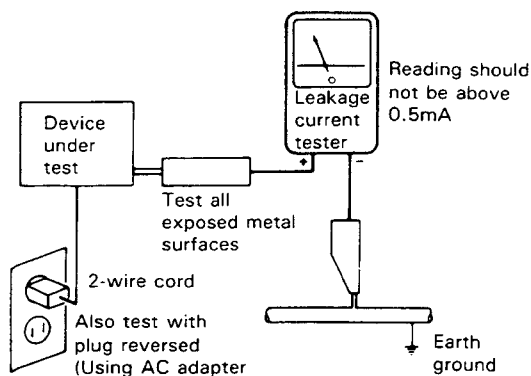 Device
under
test
Leakage
current
tester
+
−
Reading should
not be above
0.5mA
Test all
exposed metal
surfaces
2-wire cord
Also test with
plug reversed
(Using AC adapter
Earth
ground